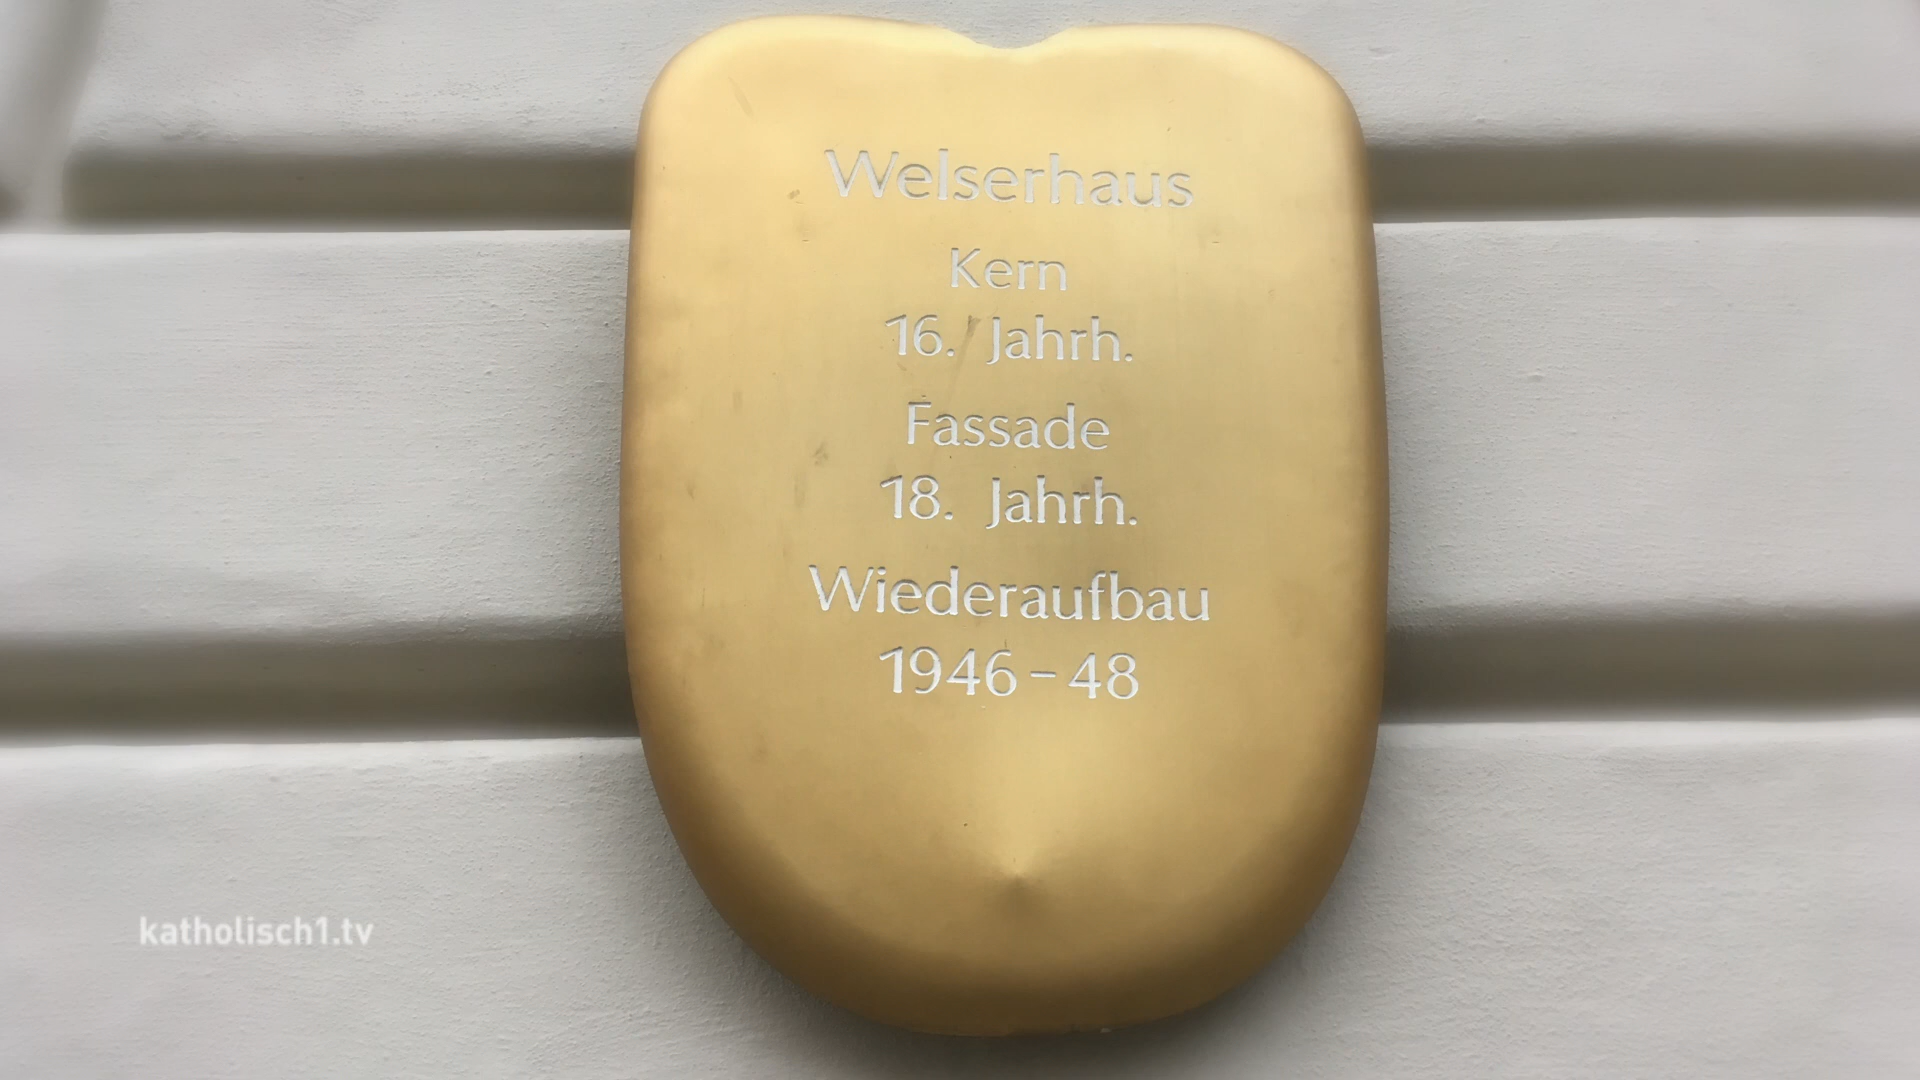 Welserhaus
Kern
16. Jahrh.
Fassade
18. Jahrh.
Wiederaufbau
1946 – 48
katholisch1.tv